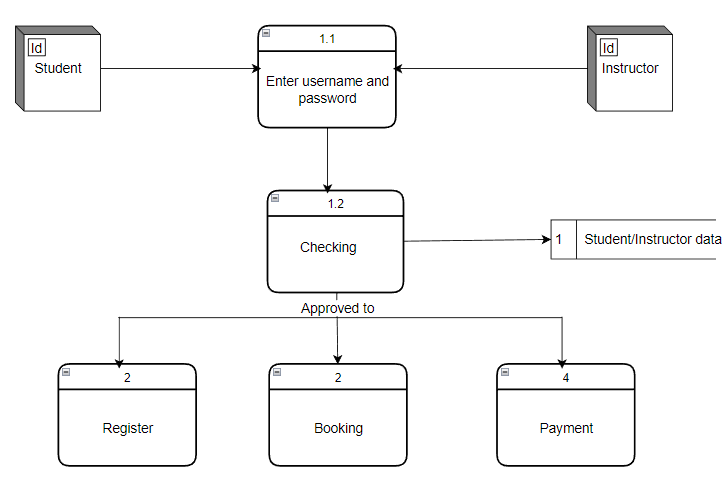 1.1
Id
Student
Enter username and
password
Id
Instructor
1.2
Checking
1
Student/Instructor data
Approved to
2
Register
2
Booking
4
Payment